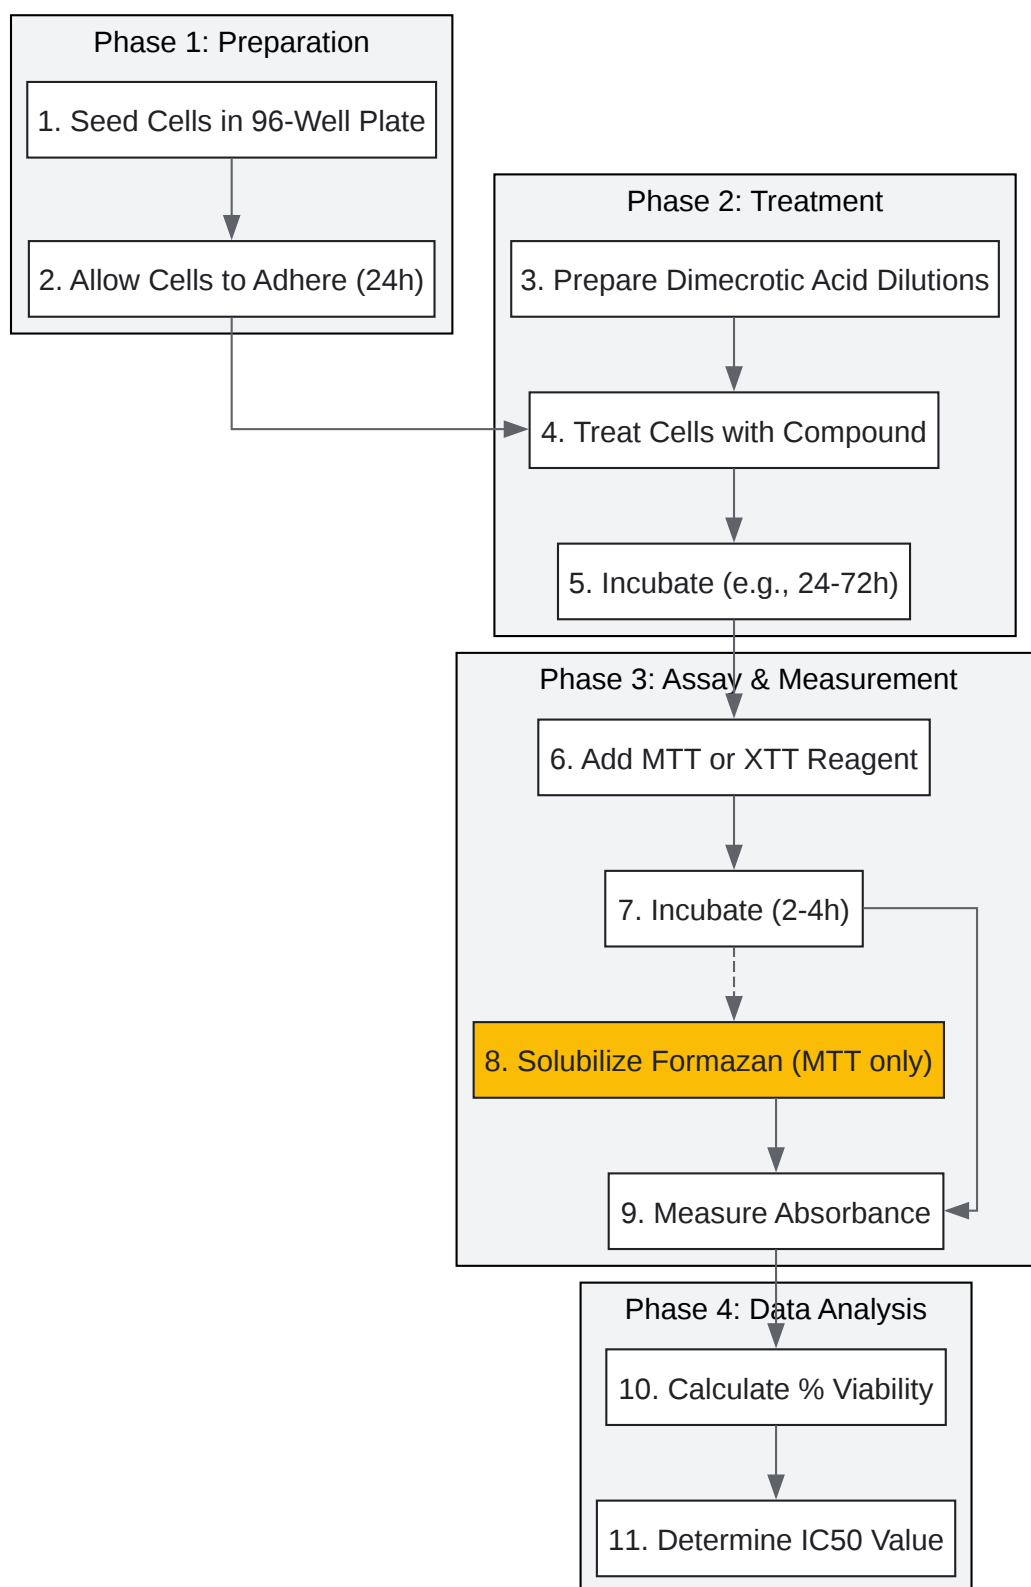 Phase 1: Preparation
1. Seed Cells in 96-Well Plate
2. Allow Cells to Adhere (24h)
Phase 2: Treatment
3. Prepare Dimecrotic Acid Dilutions
4. Treat Cells with Compound
5. Incubate (e.g., 24-72h)
Phase 3: Assay & Measurement
6. Add MTT or XTT Reagent
7. Incubate (2-4h)
8. Solubilize Formazan (MTT only)
9. Measure Absorbance
Phase 4: Data Analysis
10. Calculate % Viability
11. Determine IC50 Value